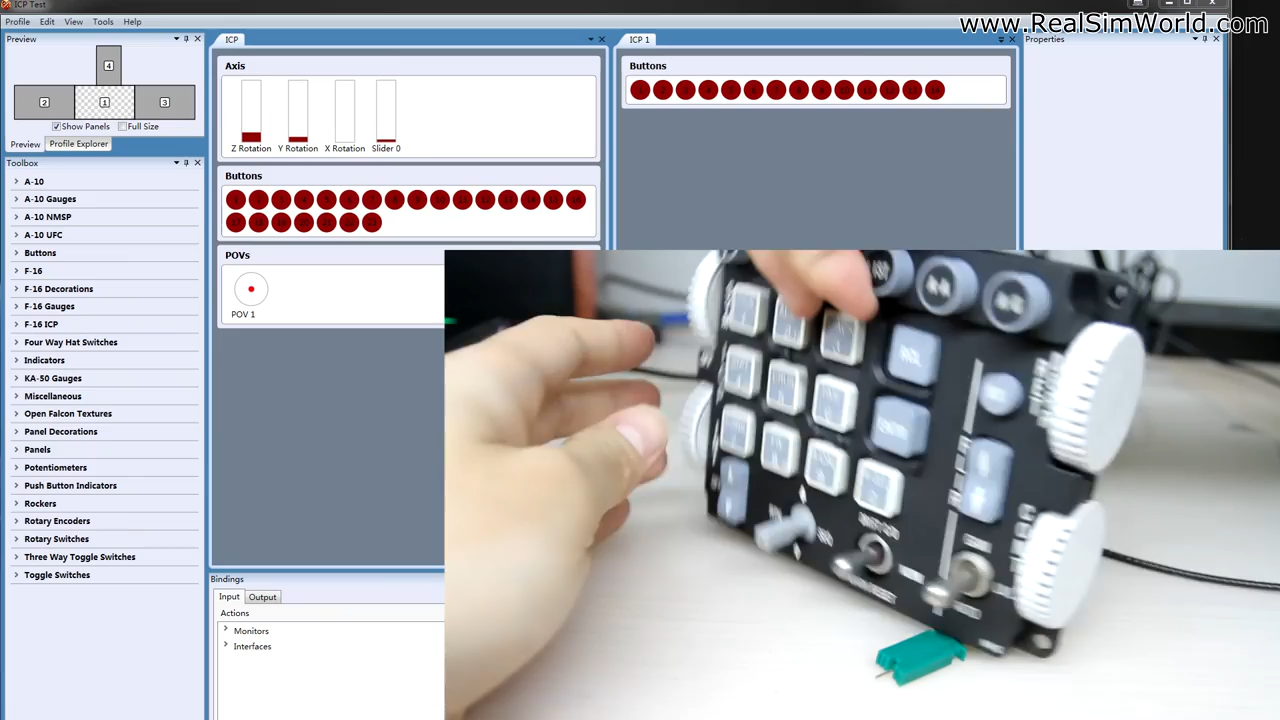 ICP Test
www.RealSimWorld.com
Profile Edit View Tools Help
Preview
4
2 1 3
Show Panels Full Size
Preview Profile Explorer
Toolbox
A-10
A-10 Gauges
A-10 NMSP
A-10 UFC
Buttons
F-16
F-16 Decorations
F-16 Gauges
F-16 ICP
Four Way Hat Switches
Indicators
KA-50 Gauges
Miscellaneous
Open Falcon Textures
Panel Decorations
Panels
Potentiometers
Push Button Indicators
Rockers
Rotary Encoders
Rotary Switches
Three Way Toggle Switches
Toggle Switches
ICP
Axis
Z Rotation Y Rotation X Rotation Slider 0
Buttons
POVs
POV 1
ICP 1
Buttons
Properties
Bindings
Input Output
Actions
Monitors
Interfaces